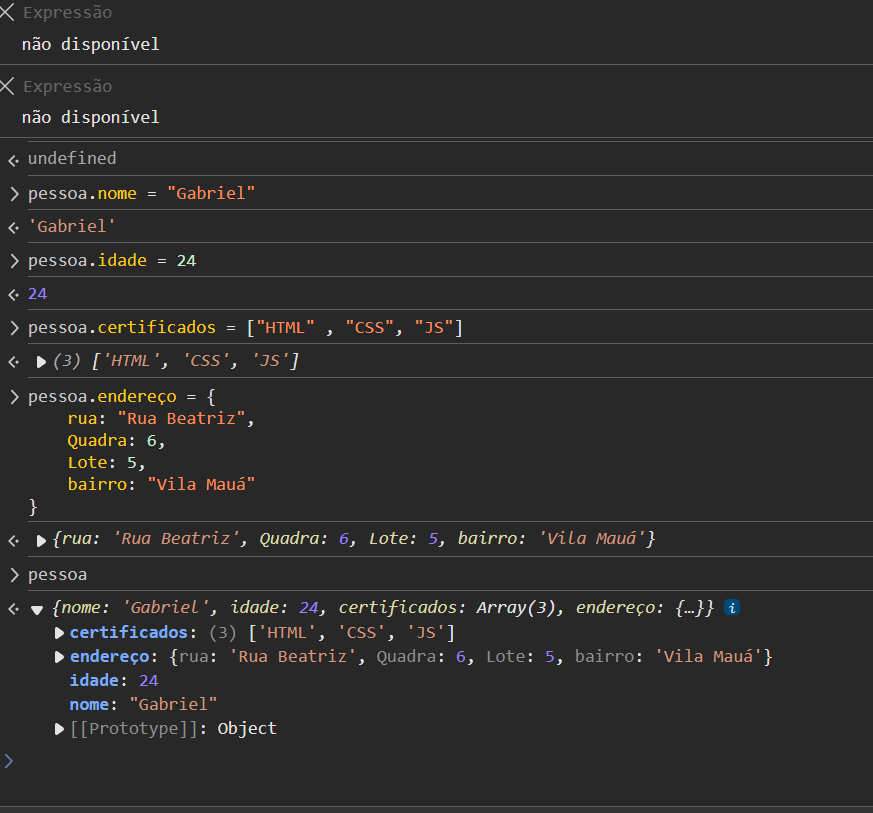 Expressão
não disponível
Expressão
não disponível
undefined
pessoa.nome = "Gabriel"
'Gabriel'
pessoa.idade = 24
24
pessoa.certificados = ["HTML" , "CSS", "JS"]
(3) ['HTML', 'CSS', 'JS']
pessoa.endereço = {
rua: "Rua Beatriz",
Quadra: 6,
Lote: 5,
bairro: "Vila Mauá"
}
{rua: 'Rua Beatriz', Quadra: 6, Lote: 5, bairro: 'Vila Mauá'}
pessoa
{nome: 'Gabriel', idade: 24, certificados: Array(3), endereço: {…}} i
certificados: (3) ['HTML', 'CSS', 'JS']
endereço: {rua: 'Rua Beatriz', Quadra: 6, Lote: 5, bairro: 'Vila Mauá'}
idade: 24
nome: "Gabriel"
[[Prototype]]: Object